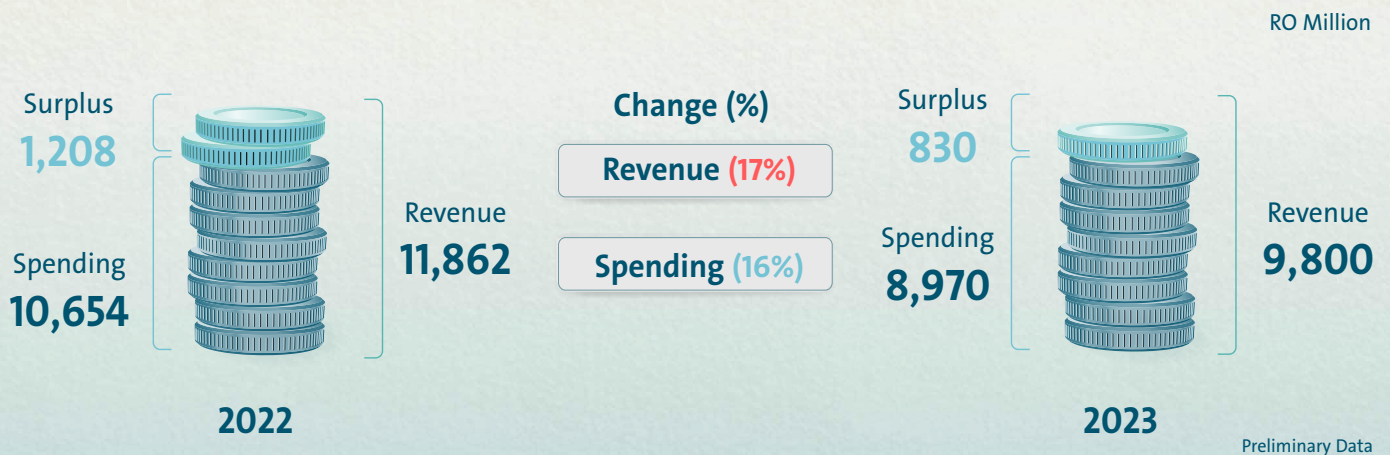 RO Million
Surplus
1,208
Spending
10,654
Revenue
11,862
2022
Change (%)
Revenue (17%)
Spending (16%)
Surplus
830
Spending
8,970
Revenue
9,800
2023
Preliminary Data